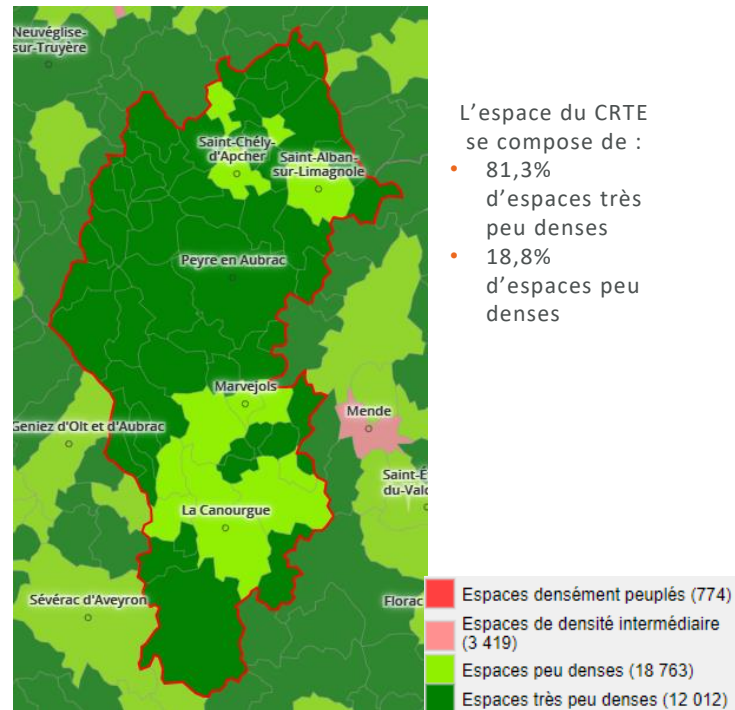 Neuvéglise-
sur-Truyère
Saint-Chély-
d'Apcher
Saint-Alban-
sur-Limagnole
Peyre en Aubrac
Marvejols
Mende
Geniez d'Olt et d'Aubrac
Saint-É
du-Val
La Canourgue
Sévérac d'Aveyron
Florac
L'espace du CRTE
se compose de :
• 81,3%
d'espaces très
peu denses
• 18,8%
d'espaces peu
denses
Espaces densément peuplés (774)
Espaces de densité intermédiaire
(3 419)
Espaces peu denses (18 763)
Espaces très peu denses (12 012)